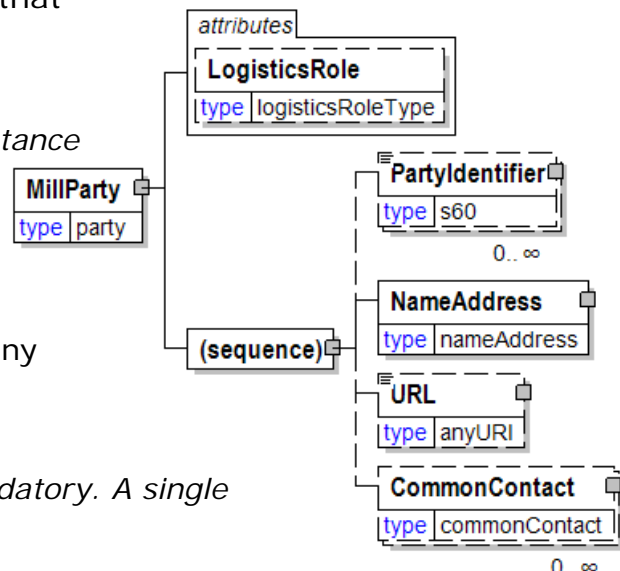 that
attributes
LogisticsRole
type logisticsRoleType
tance
MillParty
type party
PartyIdentifier
type s60
0.. ∞
NameAddress
type nameAddress
ny
(sequence)
URL
type anyURI
datory. A single
CommonContact
type commonContact
0.. ∞